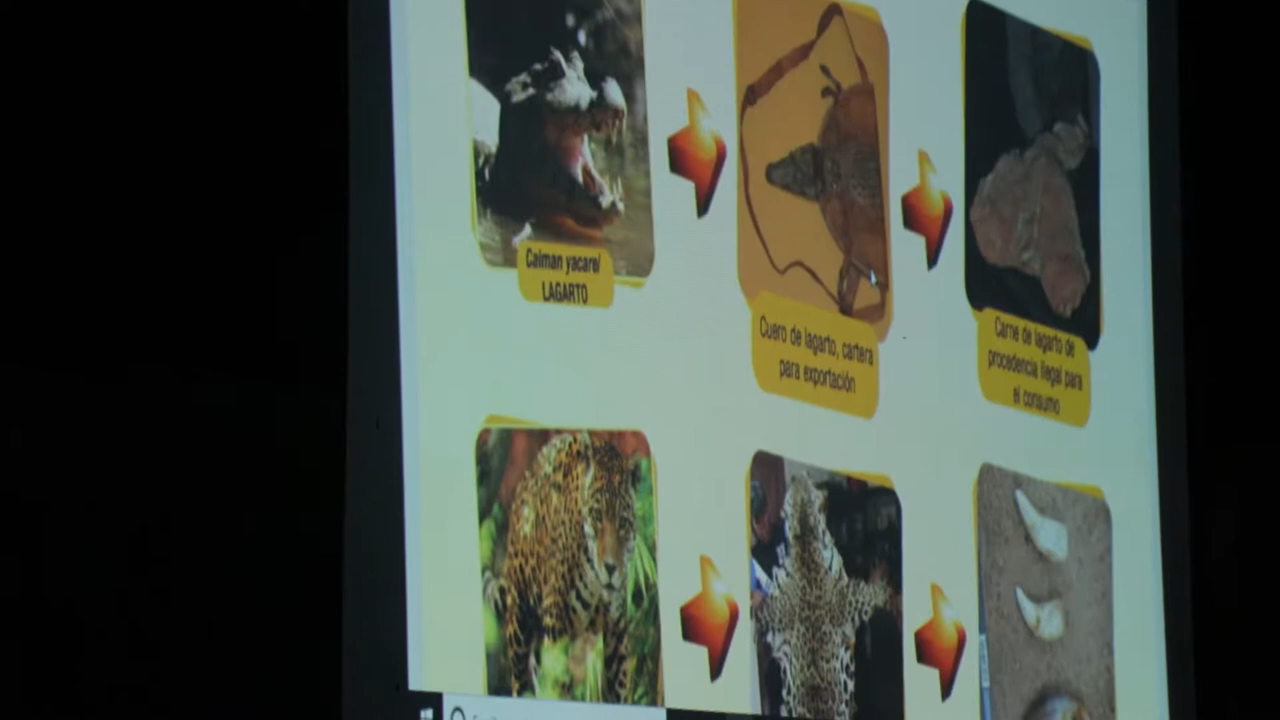 Caiman yacare/
LAGARTO
Cuero de lagarto, cartera
para exportación
Carne de lagarto de
procedencia ilegal para
el consumo